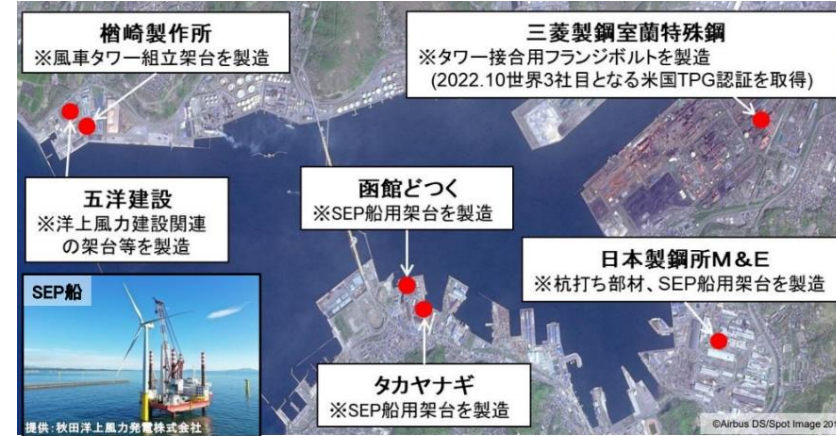 楢崎製作所
※風車タワー組立架台を製造
三菱製鋼室蘭特殊鋼
※タワー接合用フランジボルトを製造
(2022.10世界3社目となる米国TPG認証を取得)
五洋建設
※洋上風力建設関連
の架台等を製造
函館どつく
※SEP船用架台を製造
日本製鋼所M&E
※杭打ち部材、SEP船用架台を製造
SEP船
提供:秋田洋上風力発電株式会社
タカヤナギ
※SEP船用架台を製造
©Airbus DS/Spot Image